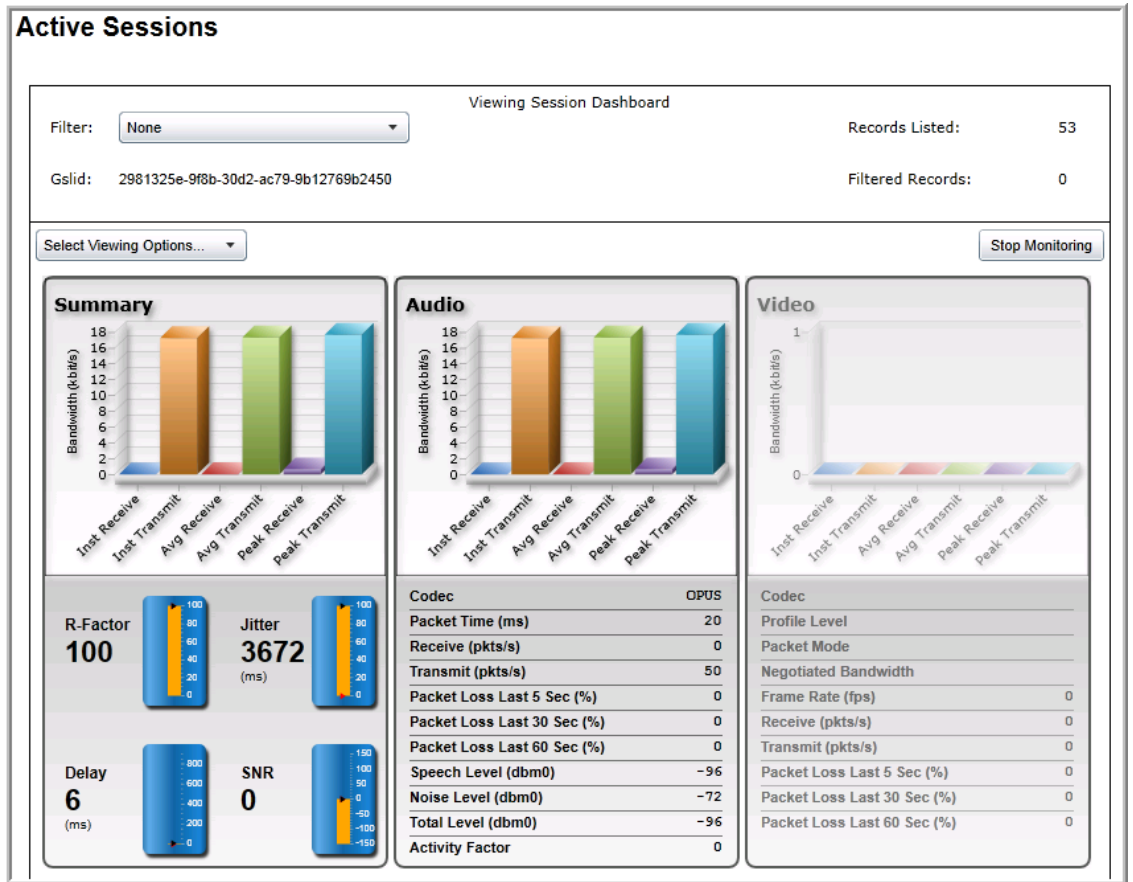 Active Sessions
Viewing Session Dashboard
Filter: None Records Listed: 53
Gslid: 2981325e-9f8b-30d2-ac79-9b12769b2450 Filtered Records: 0
Select Viewing Options... Stop Monitoring
Summary
Bandwidth (kbit/s)
18
16
14
12
10
8
6
4
2
0
Inst Receive
Inst Transmit
Avg Receive
Avg Transmit
Peak Receive
Peak Transmit
R-Factor
100
100
80
60
40
20
0
Jitter
3672
(ms)
100
80
60
40
20
0
Delay
6
(ms)
800
600
400
200
0
SNR
0
150
100
50
0
-50
-100
-150
Audio
Bandwidth (kbit/s)
18
16
14
12
10
8
6
4
2
0
Inst Receive
Inst Transmit
Avg Receive
Avg Transmit
Peak Receive
Peak Transmit
Codec OPUS
Packet Time (ms) 20
Receive (pkts/s) 0
Transmit (pkts/s) 50
Packet Loss Last 5 Sec (%) 0
Packet Loss Last 30 Sec (%) 0
Packet Loss Last 60 Sec (%) 0
Speech Level (dbm0) -96
Noise Level (dbm0) -72
Total Level (dbm0) -96
Activity Factor 0
Video
Bandwidth (kbit/s)
1
0
Inst Receive
Inst Transmit
Avg Receive
Avg Transmit
Peak Receive
Peak Transmit
Codec
Profile Level
Packet Mode
Negotiated Bandwidth
Frame Rate (fps) 0
Receive (pkts/s) 0
Transmit (pkts/s) 0
Packet Loss Last 5 Sec (%) 0
Packet Loss Last 30 Sec (%) 0
Packet Loss Last 60 Sec (%) 0